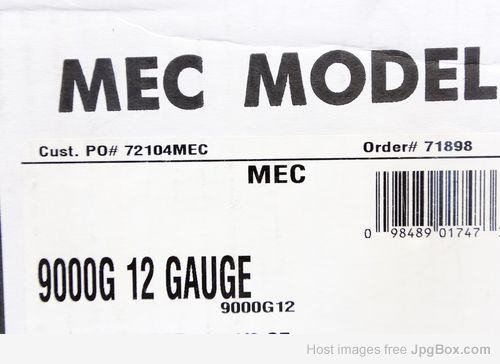 MEC MODEL
Cust. PO# 72104MEC
Order# 71898
MEC
0 98489 01747
9000G 12 GAUGE
9000G12
Host images free JpgBox.com